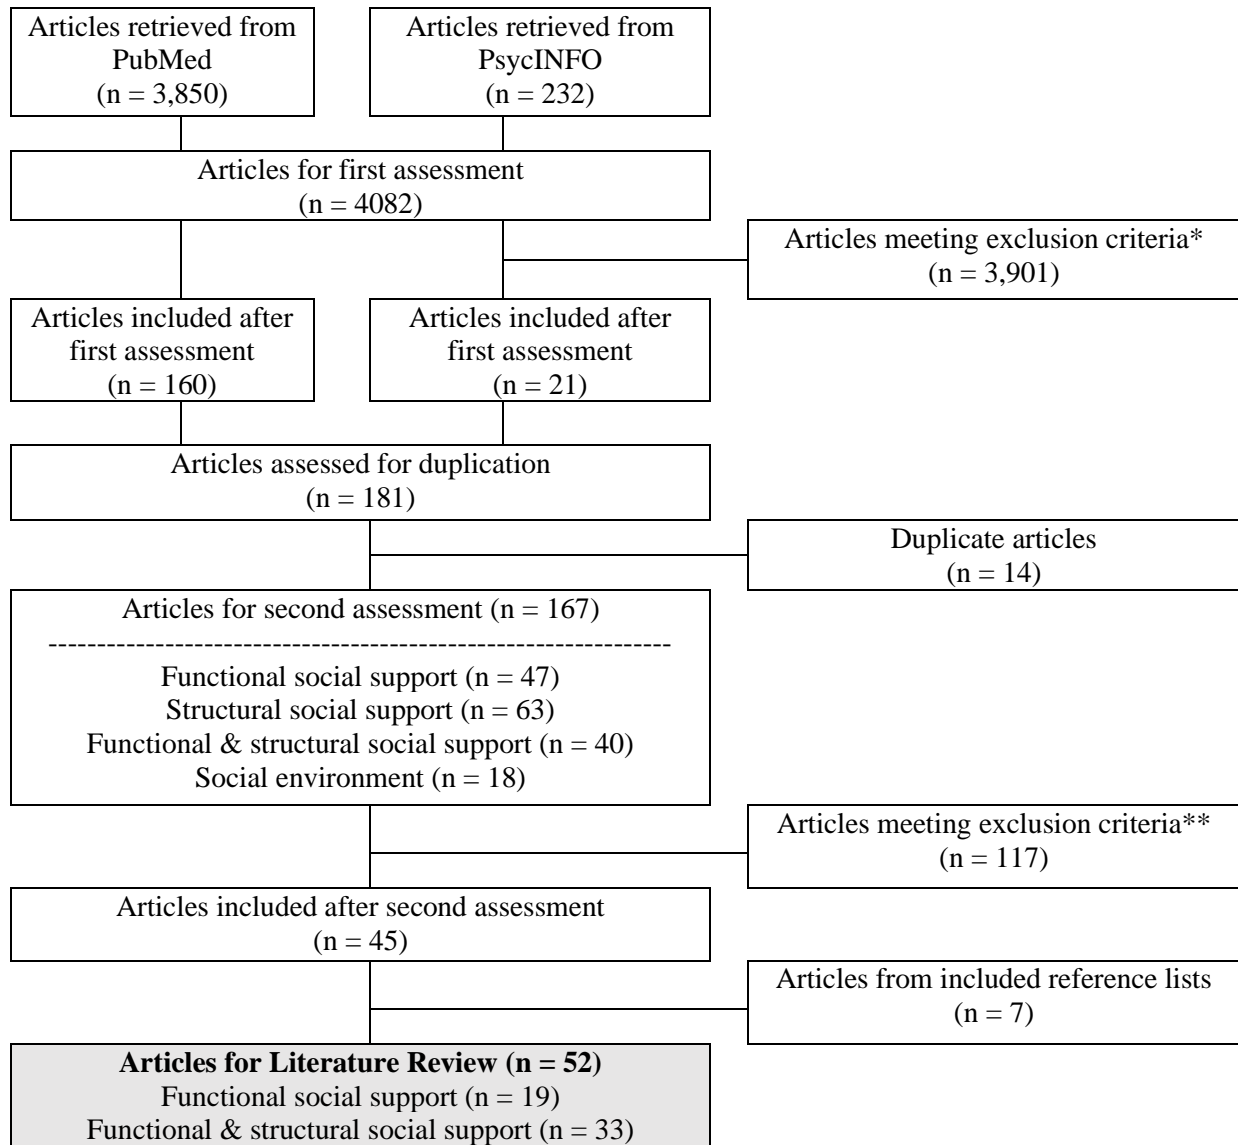 Articles retrieved from
PubMed
(n = 3,850)
Articles retrieved from
PsycINFO
(n = 232)
Articles for first assessment
(n = 4082)
Articles meeting exclusion criteria*
(n = 3,901)
Articles included after
first assessment
(n = 160)
Articles included after
first assessment
(n = 21)
Articles assessed for duplication
(n = 181)
Duplicate articles
(n = 14)
Articles for second assessment (n = 167)
----------------------------------------------------------------
Functional social support (n = 47)
Structural social support (n = 63)
Functional & structural social support (n = 40)
Social environment (n = 18)
Articles meeting exclusion criteria**
(n = 117)
Articles included after second assessment
(n = 45)
Articles from included reference lists
(n = 7)
Articles for Literature Review (n = 52)
Functional social support (n = 19)
Functional & structural social support (n = 33)